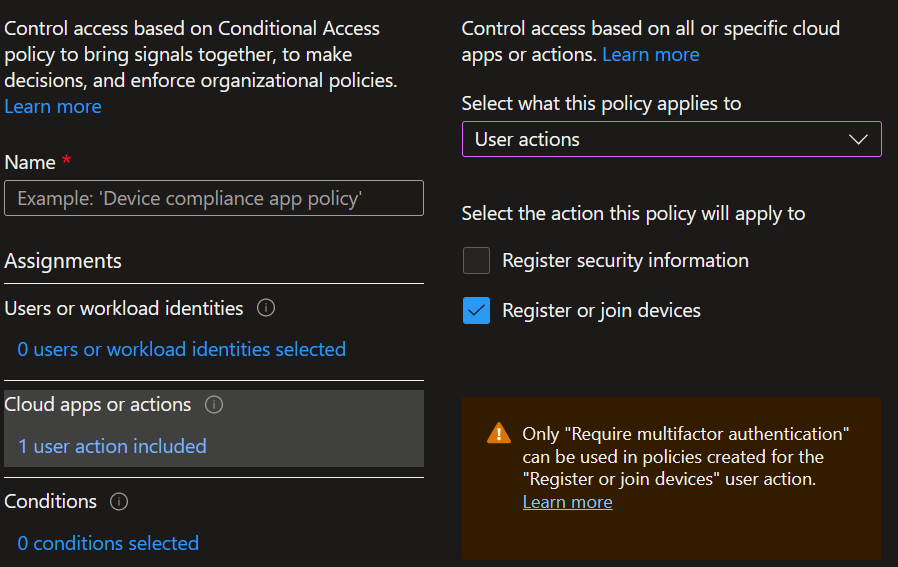 Control access based on Conditional Access
policy to bring signals together, to make
decisions, and enforce organizational policies.
Learn more
Name *
Example: 'Device compliance app policy'
Assignments
Users or workload identities
0 users or workload identities selected
Cloud apps or actions
1 user action included
Conditions
0 conditions selected
Control access based on all or specific cloud
apps or actions. Learn more
Select what this policy applies to
User actions
Select the action this policy will apply to
Register security information
Register or join devices
Only "Require multifactor authentication"
can be used in policies created for the
"Register or join devices" user action.
Learn more